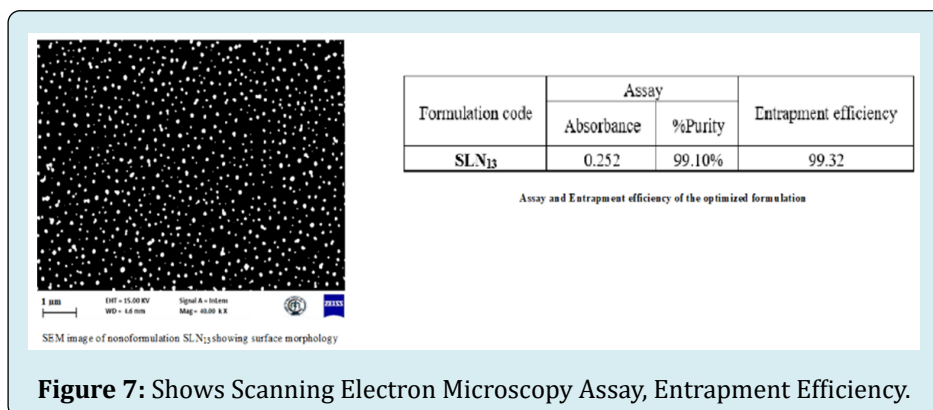 1 µm
EHT = 15.00 KV
Signal A = InLens
WD = 4.6 mm
Mag = 40.00 k X
ZEISS
SEM image of nonoformulation SLN13 showing surface morphology
Formulation code
Assay
Entrapment efficiency
Absorbance
%Purity
SLN13
0.252
99.10%
99.32
Assay and Entrapment efficiency of the optimized formulation
Figure 7: Shows Scanning Electron Microscopy Assay, Entrapment Efficiency.